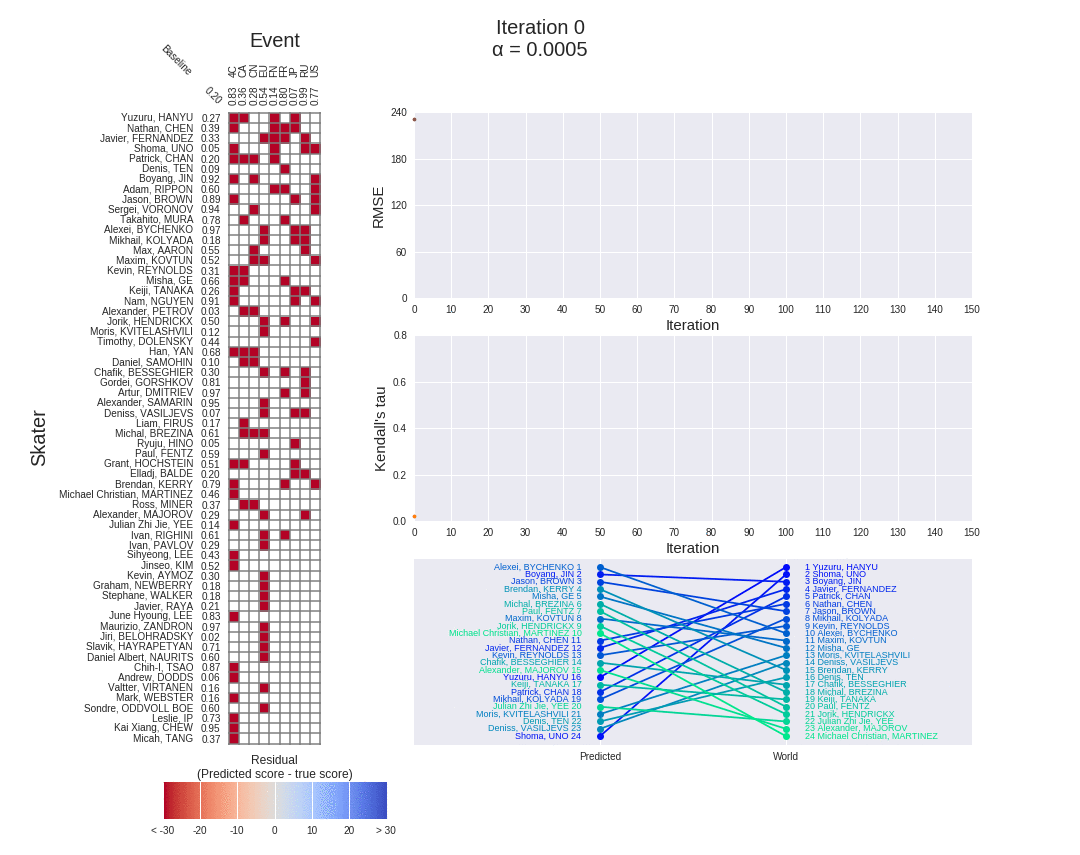 Iteration 0
α = 0.0005
Event
Baseline
4C CA CN EU FN FR JP RU US
0.20 0.83 0.36 0.28 0.54 0.14 0.80 0.07 0.99 0.77
Skater
Yuzuru, HANYU 0.27
Nathan, CHEN 0.39
Javier, FERNANDEZ 0.33
Shoma, UNO 0.05
Patrick, CHAN 0.20
Denis, TEN 0.09
Boyang, JIN 0.92
Adam, RIPPON 0.60
Jason, BROWN 0.89
Sergei, VORONOV 0.94
Takahito, MURA 0.78
Alexei, BYCHENKO 0.97
Mikhail, KOLYADA 0.18
Max, AARON 0.55
Maxim, KOVTUN 0.52
Kevin, REYNOLDS 0.31
Misha, GE 0.66
Keiji, TANAKA 0.26
Nam, NGUYEN 0.91
Alexander, PETROV 0.03
Jorik, HENDRICKX 0.50
Moris, KVITELASHVILI 0.12
Timothy, DOLENSKY 0.44
Han, YAN 0.68
Daniel, SAMOHIN 0.10
Chafik, BESSEGHIER 0.30
Gordei, GORSHKOV 0.81
Artur, DMITRIEV 0.97
Alexander, SAMARIN 0.95
Deniss, VASILJEVS 0.07
Liam, FIRUS 0.17
Michal, BREZINA 0.61
Ryuju, HINO 0.05
Paul, FENTZ 0.59
Grant, HOCHSTEIN 0.51
Elladj, BALDE 0.20
Brendan, KERRY 0.79
Michael Christian, MARTINEZ 0.46
Ross, MINER 0.37
Alexander, MAJOROV 0.29
Julian Zhi Jie, YEE 0.14
Ivan, RIGHINI 0.61
Ivan, PAVLOV 0.29
Sihyeong, LEE 0.43
Jinseo, KIM 0.52
Kevin, AYMOZ 0.30
Graham, NEWBERRY 0.18
Stephane, WALKER 0.18
Javier, RAYA 0.21
June Hyoung, LEE 0.83
Maurizio, ZANDRON 0.97
Jiri, BELOHRADSKY 0.02
Slavik, HAYRAPETYAN 0.71
Daniel Albert, NAURITS 0.60
Chih-I, TSAO 0.87
Andrew, DODDS 0.06
Valtter, VIRTANEN 0.16
Mark, WEBSTER 0.16
Sondre, ODDVOLL BOE 0.60
Leslie, IP 0.73
Kai Xiang, CHEW 0.95
Micah, TANG 0.37
Residual
(Predicted score - true score)
< -30 -20 -10 0 10 20 > 30
RMSE
240
180
120
60
0
0 10 20 30 40 50 60 70 80 90 100 110 120 130 140 150
Iteration
Kendall's tau
0.8
0.6
0.4
0.2
0.0
0 10 20 30 40 50 60 70 80 90 100 110 120 130 140 150
Iteration
Alexei, BYCHENKO 1
Boyang, JIN 2
Jason, BROWN 3
Brendan, KERRY 4
Misha, GE 5
Michal, BREZINA 6
Paul, FENTZ 7
Maxim, KOVTUN 8
Jorik, HENDRICKX 9
Michael Christian, MARTINEZ 10
Nathan, CHEN 11
Javier, FERNANDEZ 12
Kevin, REYNOLDS 13
Chafik, BESSEGHIER 14
Alexander, MAJOROV 15
Yuzuru, HANYU 16
Keiji, TANAKA 17
Patrick, CHAN 18
Mikhail, KOLYADA 19
Julian Zhi Jie, YEE 20
Moris, KVITELASHVILI 21
Denis, TEN 22
Deniss, VASILJEVS 23
Shoma, UNO 24
1 Yuzuru, HANYU
2 Shoma, UNO
3 Boyang, JIN
4 Javier, FERNANDEZ
5 Patrick, CHAN
6 Nathan, CHEN
7 Jason, BROWN
8 Mikhail, KOLYADA
9 Kevin, REYNOLDS
10 Alexei, BYCHENKO
11 Maxim, KOVTUN
12 Misha, GE
13 Moris, KVITELASHVILI
14 Deniss, VASILJEVS
15 Brendan, KERRY
16 Denis, TEN
17 Chafik, BESSEGHIER
18 Michal, BREZINA
19 Keiji, TANAKA
20 Paul, FENTZ
21 Jorik, HENDRICKX
22 Julian Zhi Jie, YEE
23 Alexander, MAJOROV
24 Michael Christian, MARTINEZ
Predicted World